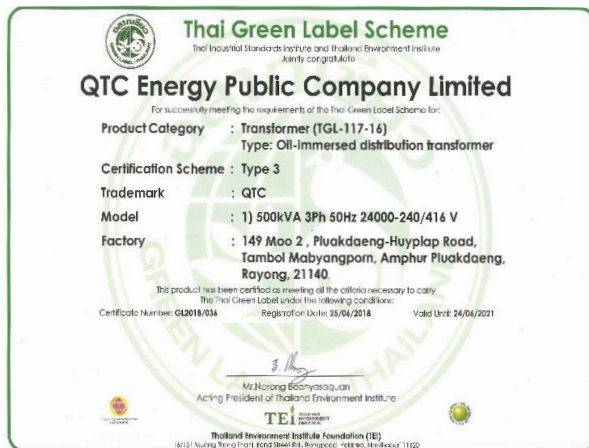 Thai Green Label Scheme
Thai Industrial Standards Institute and Thailand Environment Institute
Jointly congratulate
QTC Energy Public Company Limited
For successfully meeting the requirements of the Thai Green Label Scheme for:
Product Category : Transformer (TGL-117-16)
Type: Oil-immersed distribution transformer
Certification Scheme : Type 3
Trademark : QTC
Model : 1) 500kVA 3Ph 50Hz 24000-240/416 V
Factory : 149 Moo 2 , Pluakdaeng-Huyplap Road,
Tambol Mabyangporn, Amphur Pluakdaeng,
Rayong, 21140
This product has been certified as meeting all the criteria necessary to carry
The Thai Green Label under the following conditions:
Certificate Number: GL2018/036 Registration Date: 25/06/2018 Valid Until: 24/06/2021
Acting President of Thailand Environment Institute
TEi
Thailand Environment Institute Foundation (TEI)